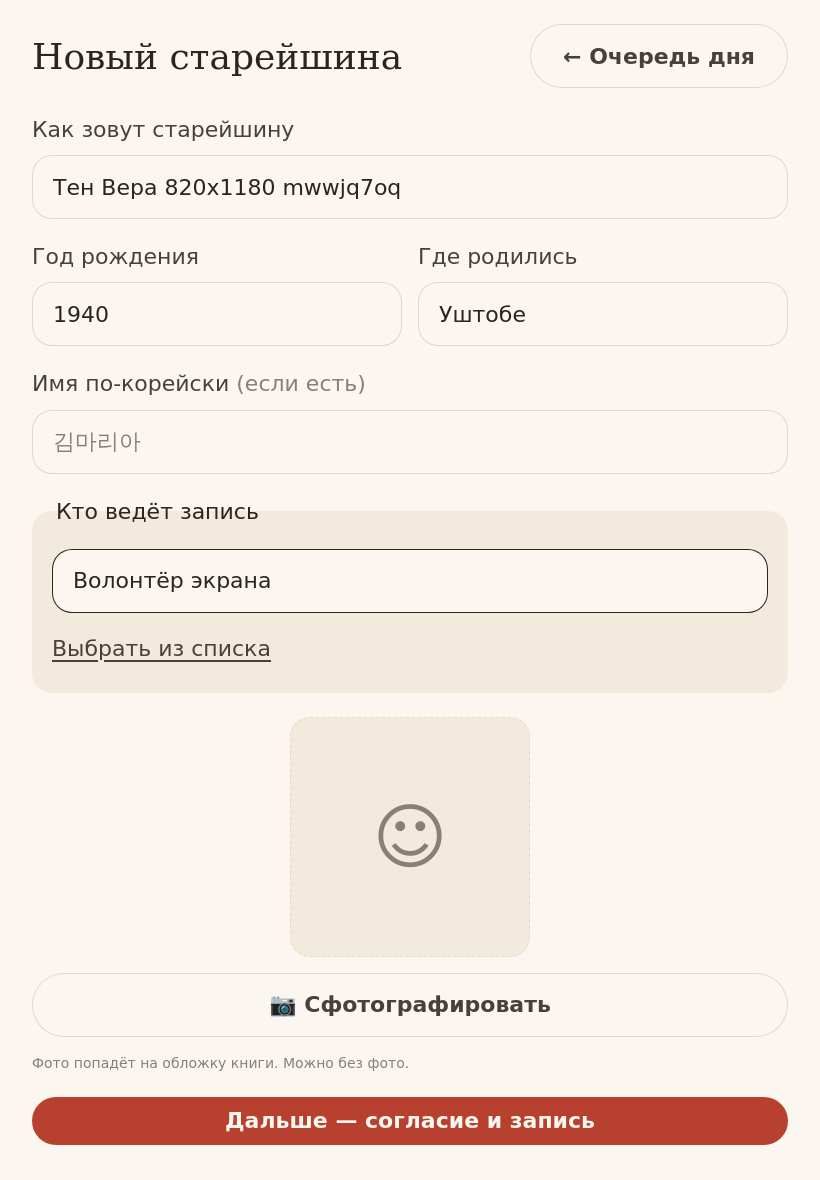 Новый старейшина
← Очередь дня
Как зовут старейшину
Тен Вера 820x1180 mwwjq7oq
Год рождения
Где родились
1940
Уштобе
Имя по-корейски (если есть)
김마리아
Кто ведёт запись
Волонтёр экрана
Выбрать из списка
📷 Сфотографировать
Фото попадёт на обложку книги. Можно без фото.
Дальше — согласие и запись